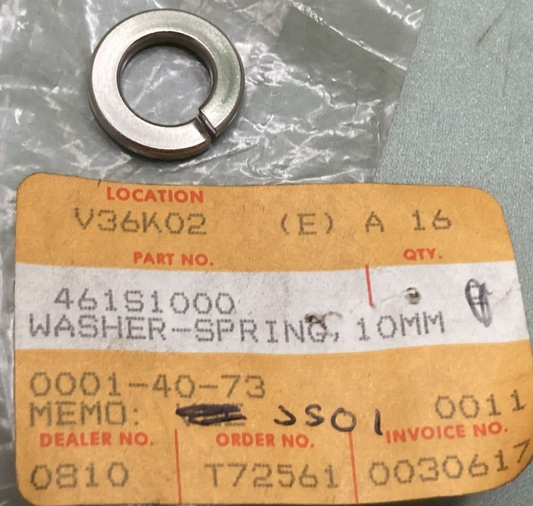 LOCATION
V36K02 (E) A 16
PART NO. QTY.
461S1000
WASHER-SPRING, 10MM
0001-40-73
MEMO: JS01 0011
DEALER NO. ORDER NO. INVOICE NO.
0810 T72561 0030617